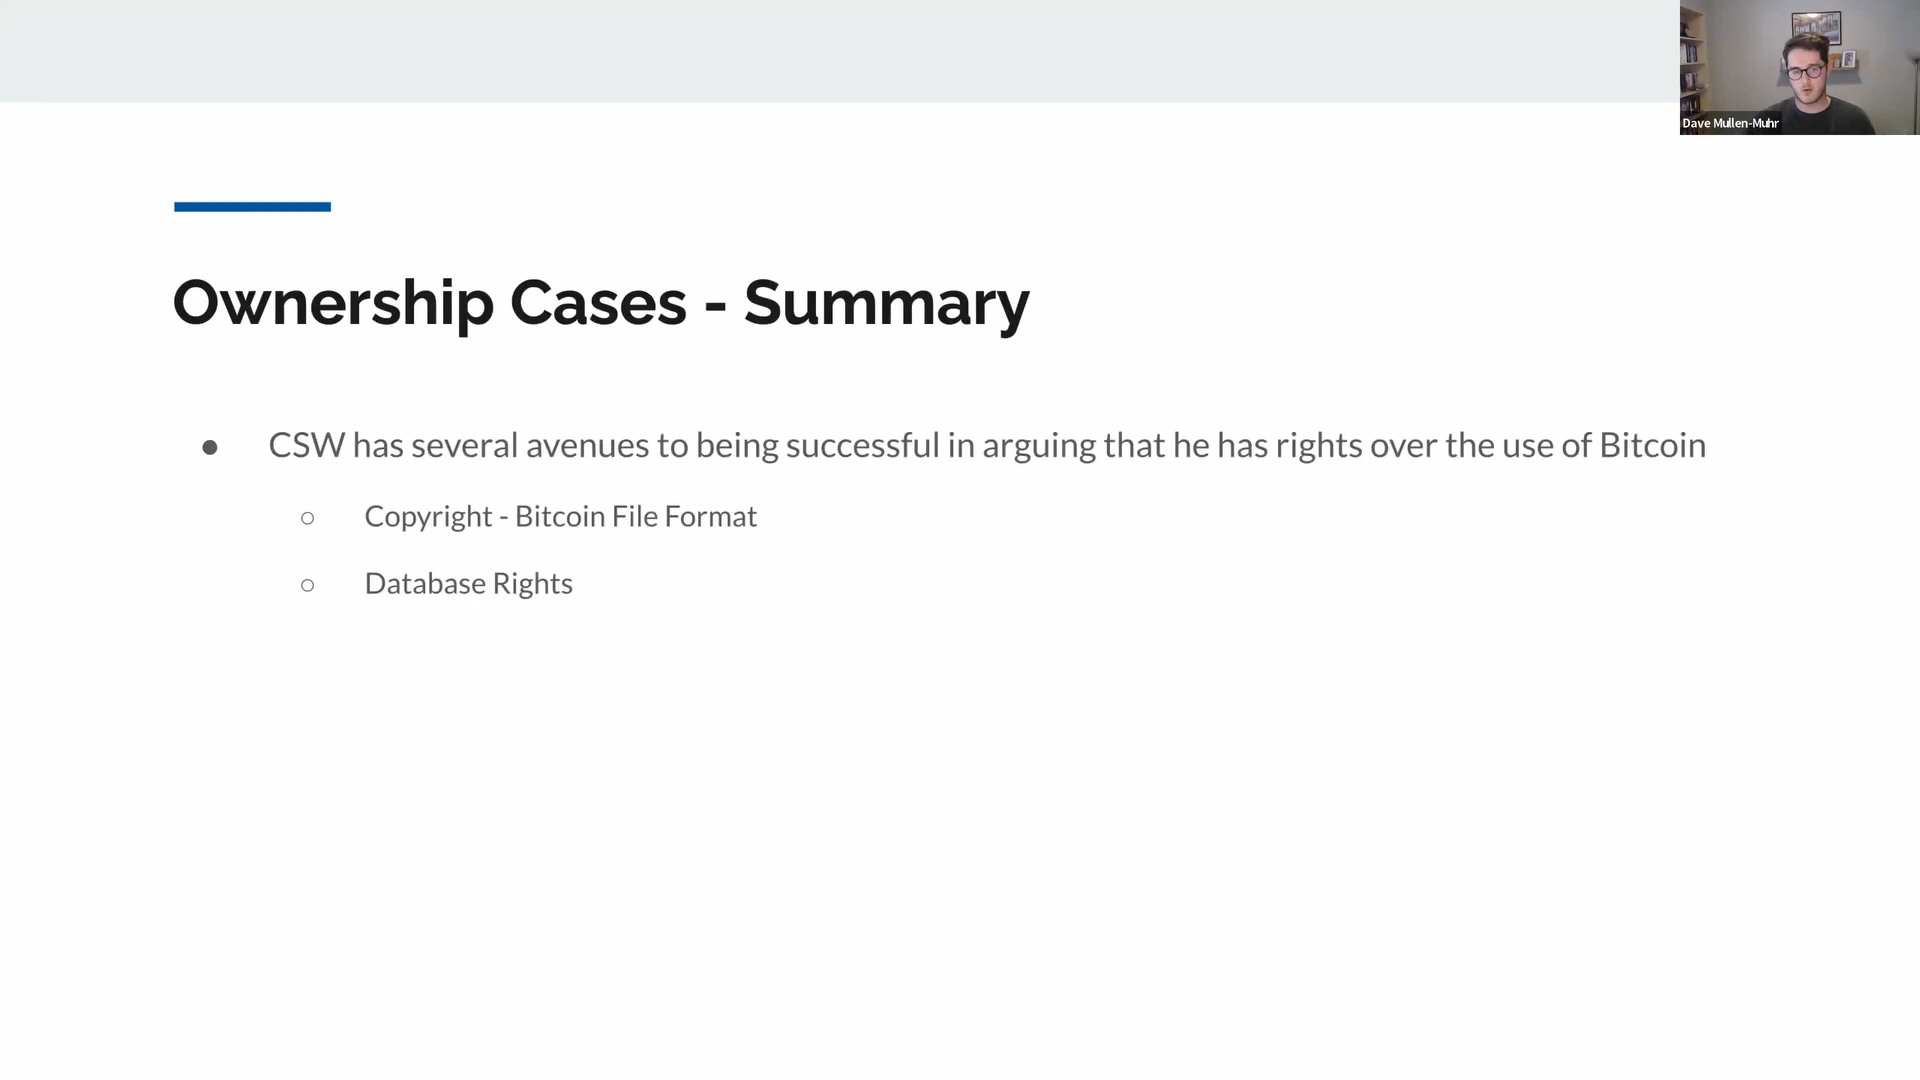 Dave Mullen-Muhr
Ownership Cases - Summary
● CSW has several avenues to being successful in arguing that he has rights over the use of Bitcoin
○ Copyright - Bitcoin File Format
○ Database Rights